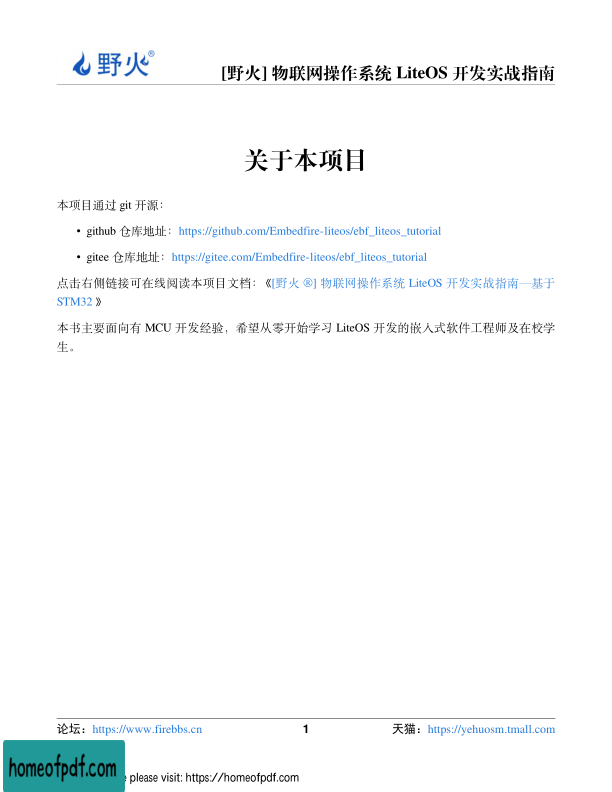 野火®
[野火] 物联网操作系统 LiteOS 开发实战指南
关于本项目
本项目通过 git 开源：
• github 仓库地址：https://github.com/Embedfire-liteos/ebf_liteos_tutorial
• gitee 仓库地址：https://gitee.com/Embedfire-liteos/ebf_liteos_tutorial
点击右侧链接可在线阅读本项目文档：《[野火 ®] 物联网操作系统 LiteOS 开发实战指南—基于
STM32 》
本书主要面向有 MCU 开发经验，希望从零开始学习 LiteOS 开发的嵌入式软件工程师及在校学
生。
论坛：https://www.firebbs.cn 1 天猫：https://yehuosm.tmall.com
homeofpdf.com
please visit: https://homeofpdf.com